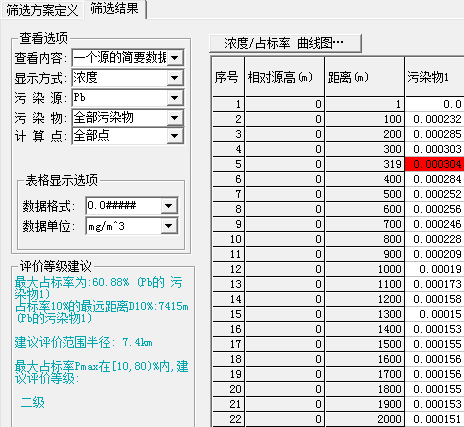 筛选方案定义 筛选结果
查看选项
查看内容: 一个源的简要数据
显示方式: 浓度
污 染 源: Pb
污 染 物: 全部污染物
计 算 点: 全部点
表格显示选项
数据格式: 0.0#####
数据单位: mg/m^3
评价等级建议
最大占标率为:60.88% (Pb的 污
染物1)
占标率10%的最远距离D10%:7415m
(Pb的污染物1)
建议评价范围半径: 7.4km
最大占标率Pmax在[10,80)%内,建
议评价等级:
二级
浓度/占标率 曲线图…
序号 相对源高(m) 距离(m) 污染物1
1 0 1 0.0
2 0 100 0.000232
3 0 200 0.000285
4 0 300 0.000303
5 0 319 0.000304
6 0 400 0.000284
7 0 500 0.000252
8 0 600 0.000256
9 0 700 0.000246
10 0 800 0.000228
11 0 900 0.000209
12 0 1000 0.00019
13 0 1100 0.000173
14 0 1200 0.000158
15 0 1300 0.00015
16 0 1400 0.000153
17 0 1500 0.000155
18 0 1600 0.000156
19 0 1700 0.000156
20 0 1800 0.000155
21 0 1900 0.000153
22 0 2000 0.000151